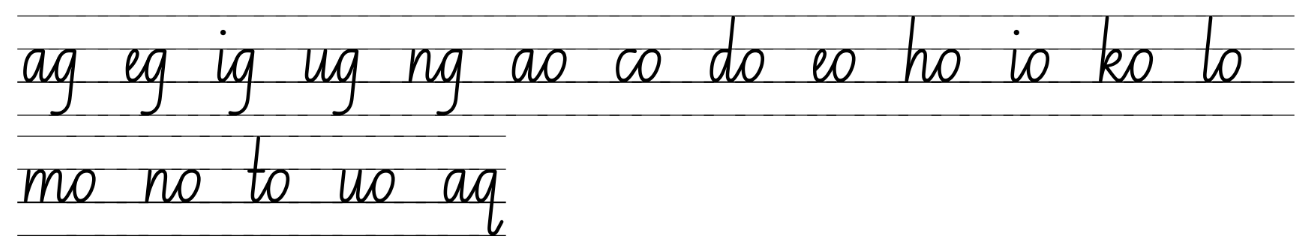 ag eg ig ug ng ao co do eo ho io ko lo
mo no to uo aq